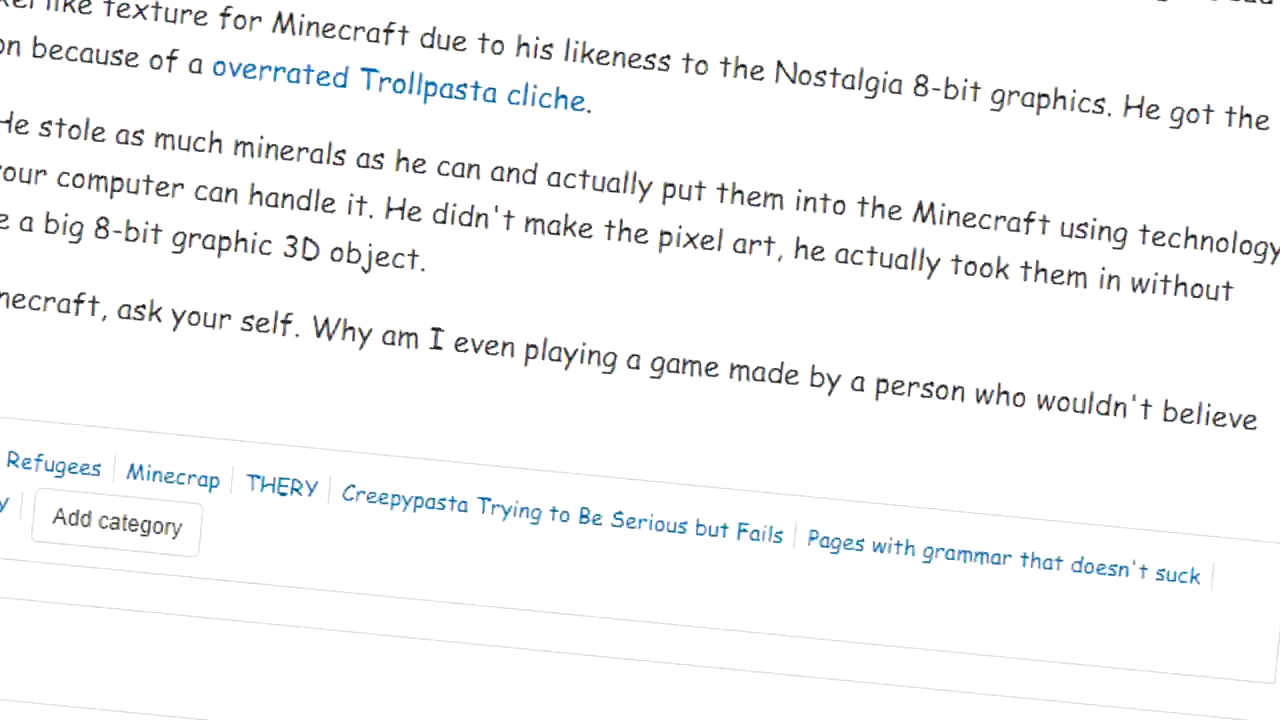 like texture for Minecraft due to his likeness to the Nostalgia 8-bit graphics. He got the
because of a overrated Trollpasta cliche.
He stole as much minerals as he can and actually put them into the Minecraft using technology
your computer can handle it. He didn't make the pixel art, he actually took them in without
a big 8-bit graphic 3D object.
necraft, ask your self. Why am I even playing a game made by a person who wouldn't believe
Refugees Minecrap THERY Creepypasta Trying to Be Serious but Fails Pages with grammar that doesn't suck
Add category